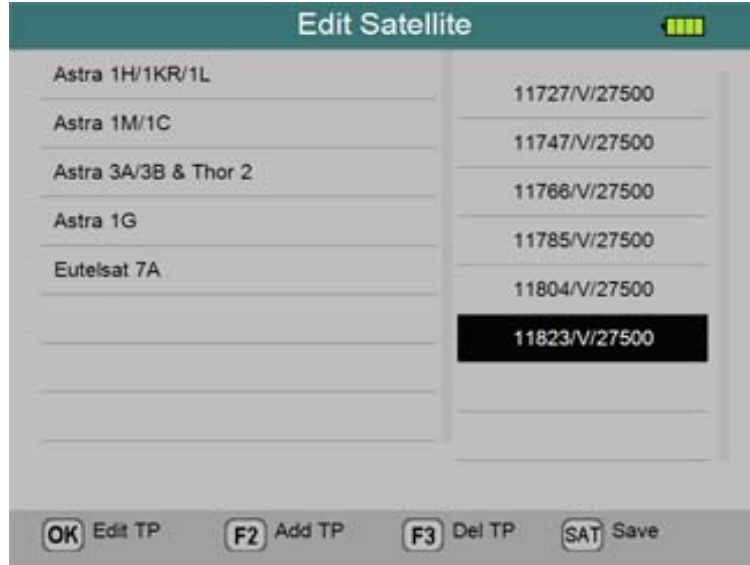 Edit Satellite
Astra 1H/1KR/1L
Astra 1M/1C
Astra 3A/3B & Thor 2
Astra 1G
Eutelsat 7A
11727/V/27500
11747/V/27500
11766/V/27500
11785/V/27500
11804/V/27500
11823/V/27500
OK Edit TP F2 Add TP F3 Del TP SAT Save